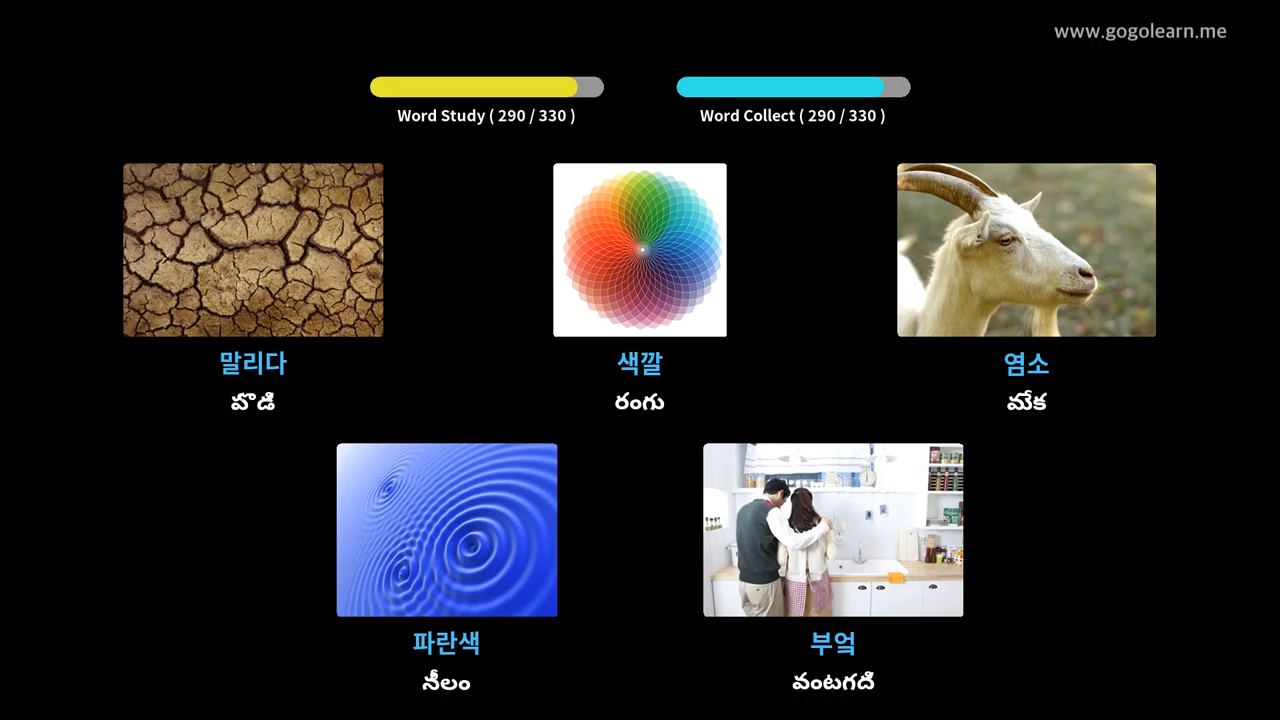 www.gogolearn.me
Word Study ( 290 / 330 )
Word Collect ( 290 / 330 )
말리다
పొడి
색깔
రంగు
염소
మేక
파란색
నీలం
부엌
వంటగది